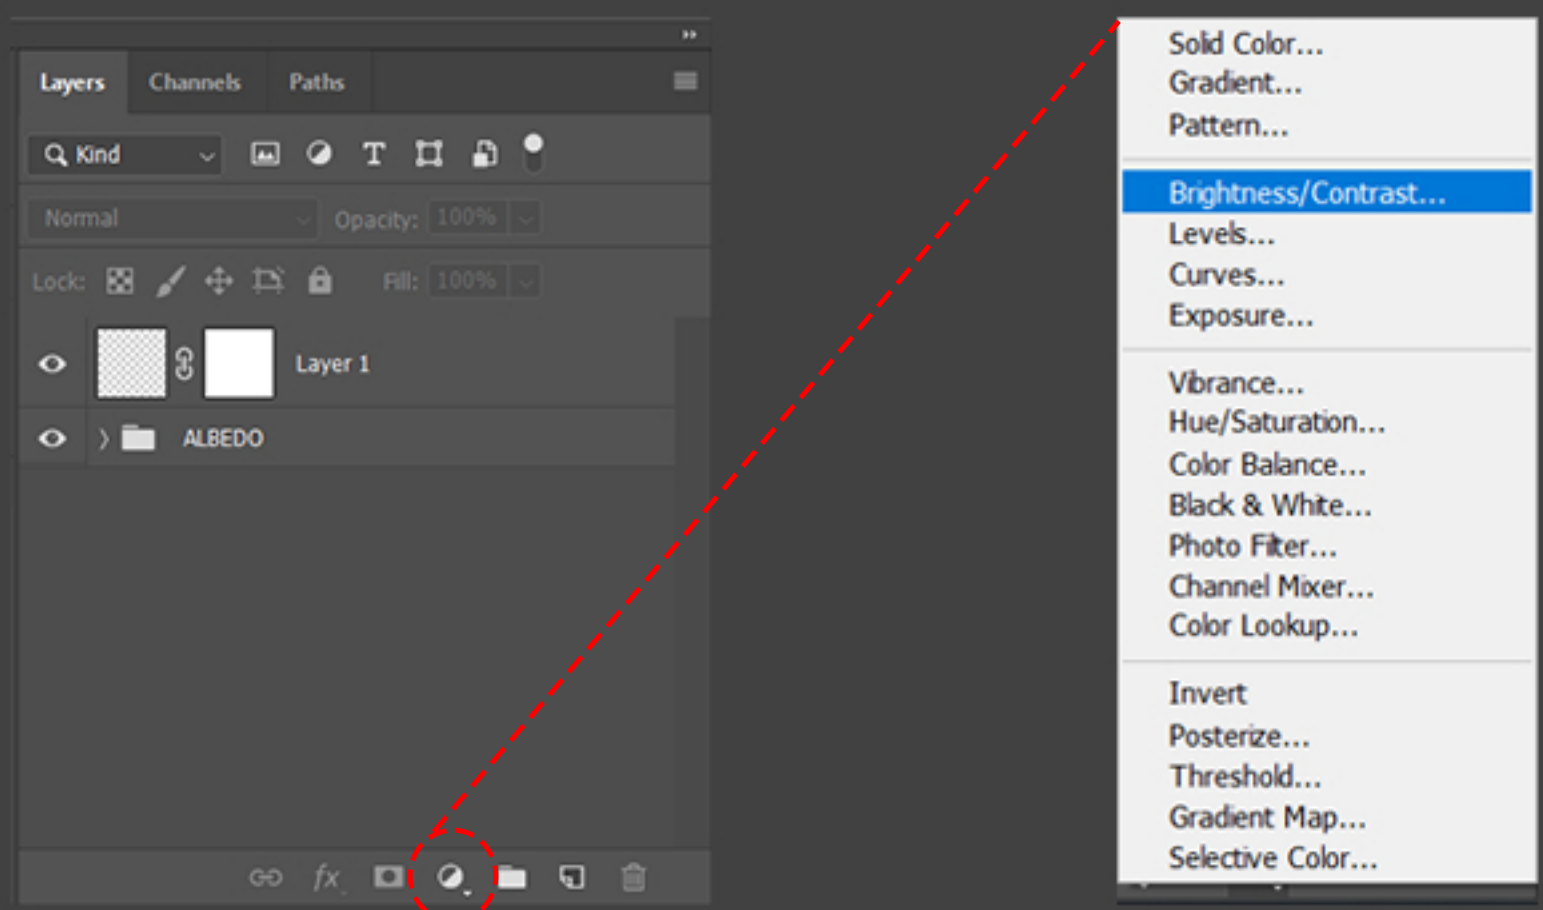 Layers Channels Paths
Kind
Normal Opacity: 100%
Lock: Fill: 100%
Layer 1
ALBEDO
fx
Solid Color...
Gradient...
Pattern...
Brightness/Contrast...
Levels...
Curves...
Exposure...
Vibrance...
Hue/Saturation...
Color Balance...
Black & White...
Photo Filter...
Channel Mixer...
Color Lookup...
Invert
Posterize...
Threshold...
Gradient Map...
Selective Color...